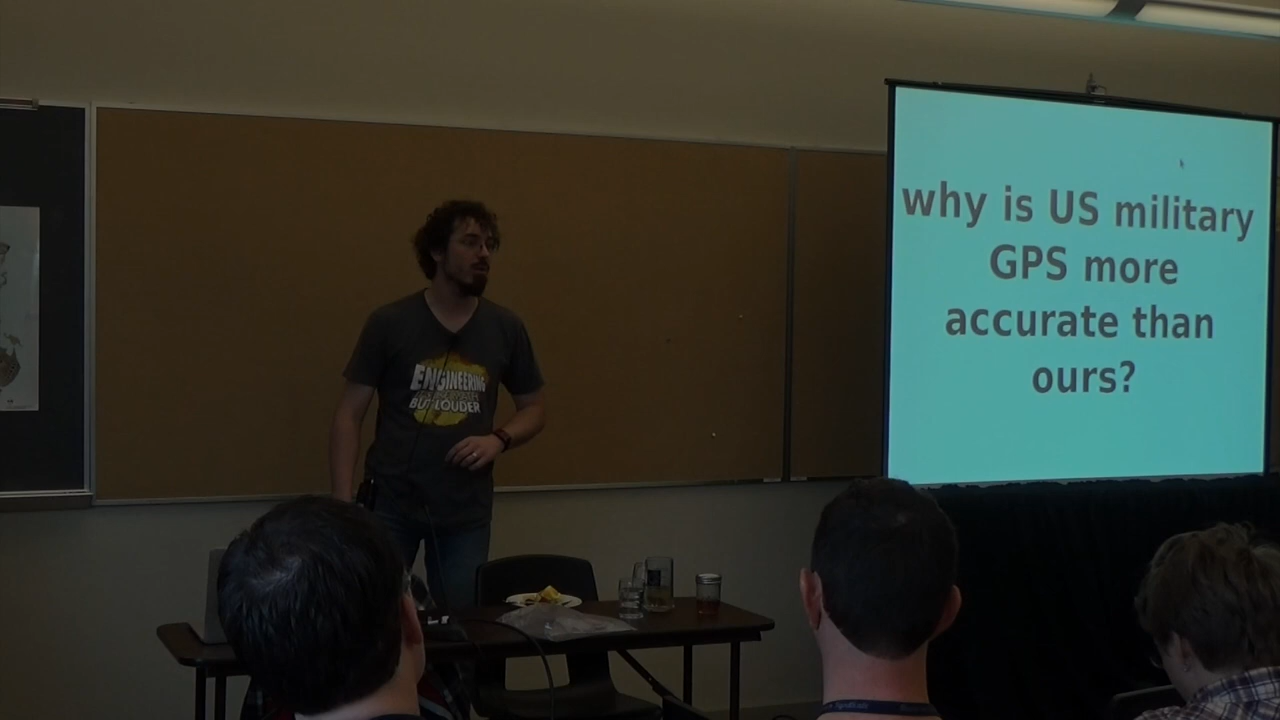 why is US military
GPS more
accurate than
ours?
ENGINEERING
BUT LOUDER